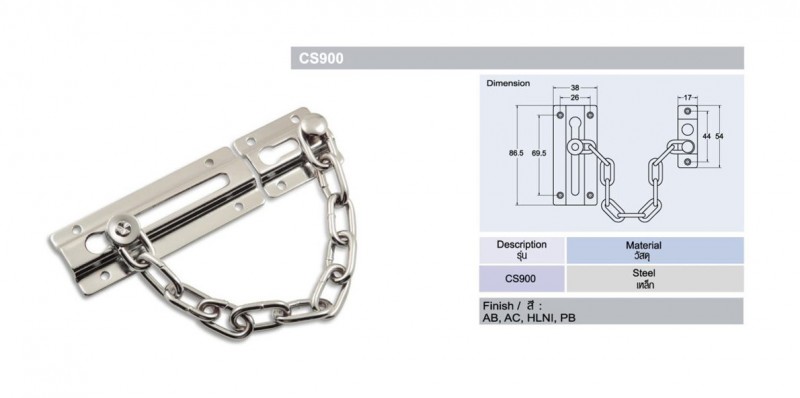 CS900
Dimension
38
26
17
86.5
69.5
44
54
Description
รุ่น
Material
วัสดุ
CS900
Steel
เหล็ก
Finish / สี :
AB, AC, HLNI, PB